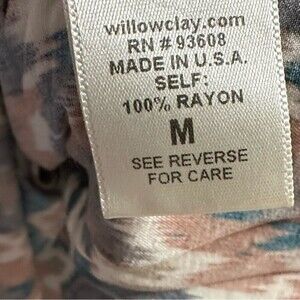 willowclay.com
RN # 93608
MADE IN U.S.A.
SELF:
100% RAYON
M
SEE REVERSE
FOR CARE